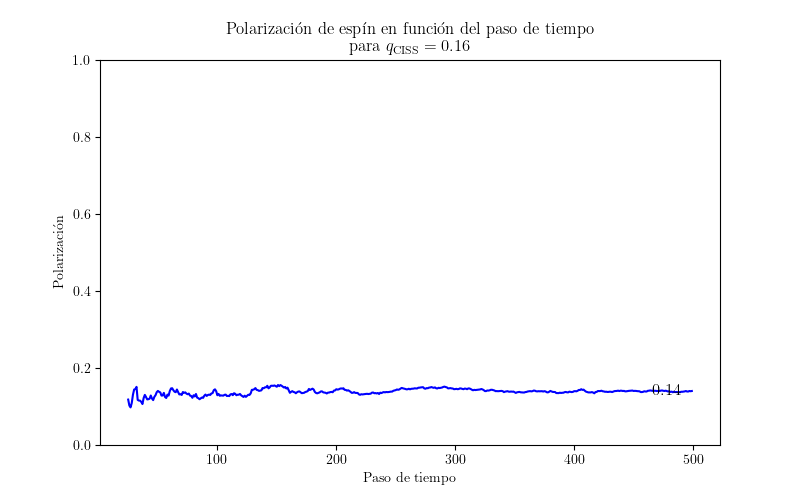 Polarización de espín en función del paso de tiempo
para q_CISS = 0.16
1.0
0.8
0.6
0.4
0.2
0.0
Polarización
0.14
100 200 300 400 500
Paso de tiempo